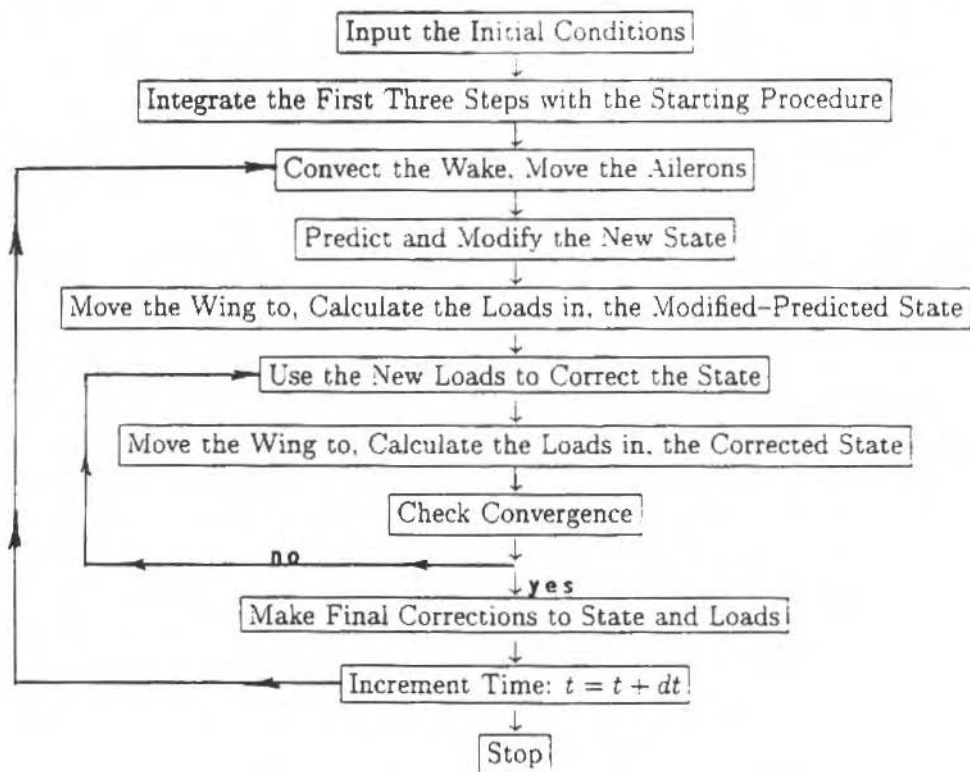 Input the Initial Conditions
Integrate the First Three Steps with the Starting Procedure
Convect the Wake, Move the Ailerons
Predict and Modify the New State
Move the Wing to, Calculate the Loads in, the Modified–Predicted State
Use the New Loads to Correct the State
Move the Wing to, Calculate the Loads in, the Corrected State
Check Convergence
no
yes
Make Final Corrections to State and Loads
Increment Time: t = t + dt
Stop